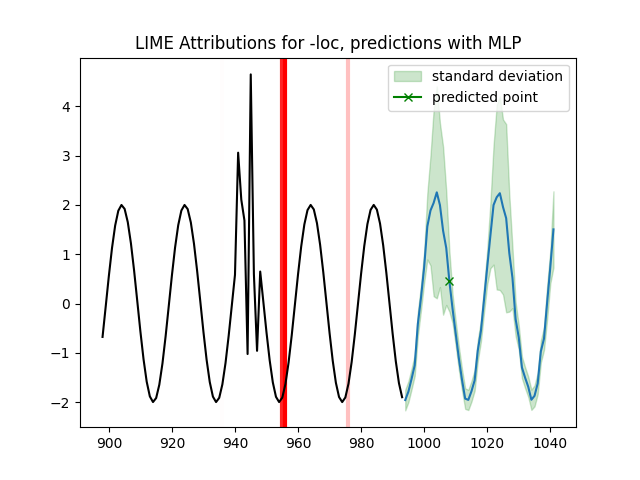 LIME Attributions for -loc, predictions with MLP
standard deviation
predicted point
4
3
2
1
0
−1
−2
900 920 940 960 980 1000 1020 1040